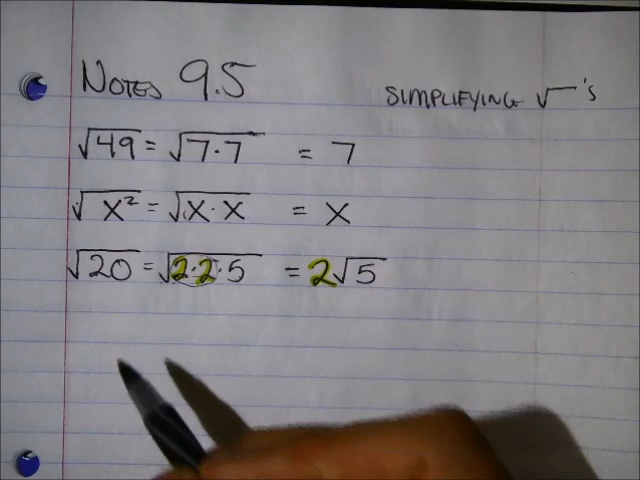 NOTES 9.5
SIMPLIFYING √'s
√49 = √7·7 = 7
√x² = √x·x = x
√20 = √2·2·5 = 2√5